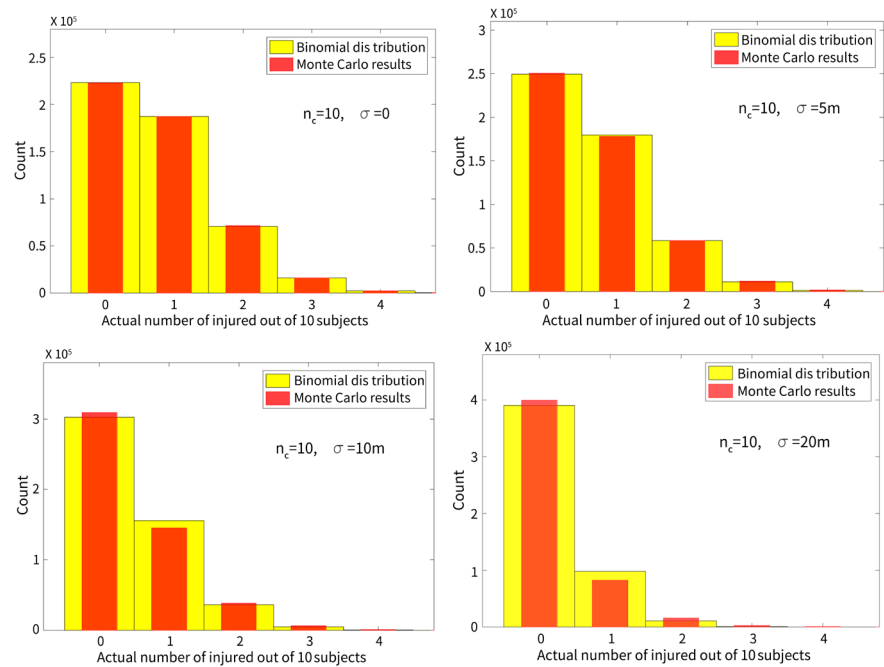 X 10⁵
2.5
2
1.5
1
0.5
0
Count
Binomial dis tribution
Monte Carlo results
n_c=10, σ =0
0 1 2 3 4
Actual number of injured out of 10 subjects
X 10⁵
3
2.5
2
1.5
1
0.5
0
Count
Binomial dis tribution
Monte Carlo results
n_c=10, σ =5m
0 1 2 3 4
Actual number of injured out of 10 subjects
X 10⁵
3
2
1
0
Count
Binomial dis tribution
Monte Carlo results
n_c=10, σ =10m
0 1 2 3 4
Actual number of injured out of 10 subjects
X 10⁵
4
3
2
1
0
Count
Binomial dis tribution
Monte Carlo results
n_c=10, σ =20m
0 1 2 3 4
Actual number of injured out of 10 subjects